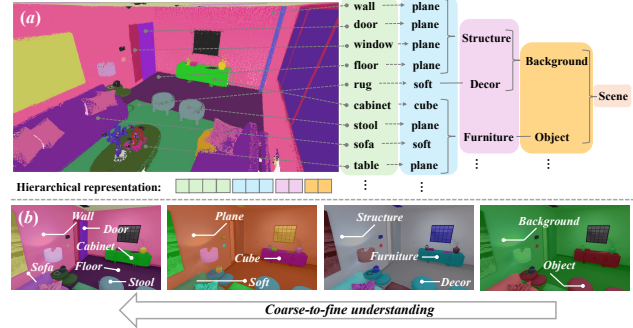 (a)
wall plane
door plane
window plane
floor plane
rug soft
cabinet cube
stool plane
sofa soft
table plane
Structure
Decor
Furniture
Background
Object
Scene
Hierarchical representation:
(b)
Wall
Door
Cabinet
Floor
Sofa
Stool
Plane
Cube
Soft
Structure
Furniture
Decor
Background
Object
Coarse-to-fine understanding